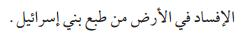 الإفساد في الأرض من طبع بني إسرائيل .